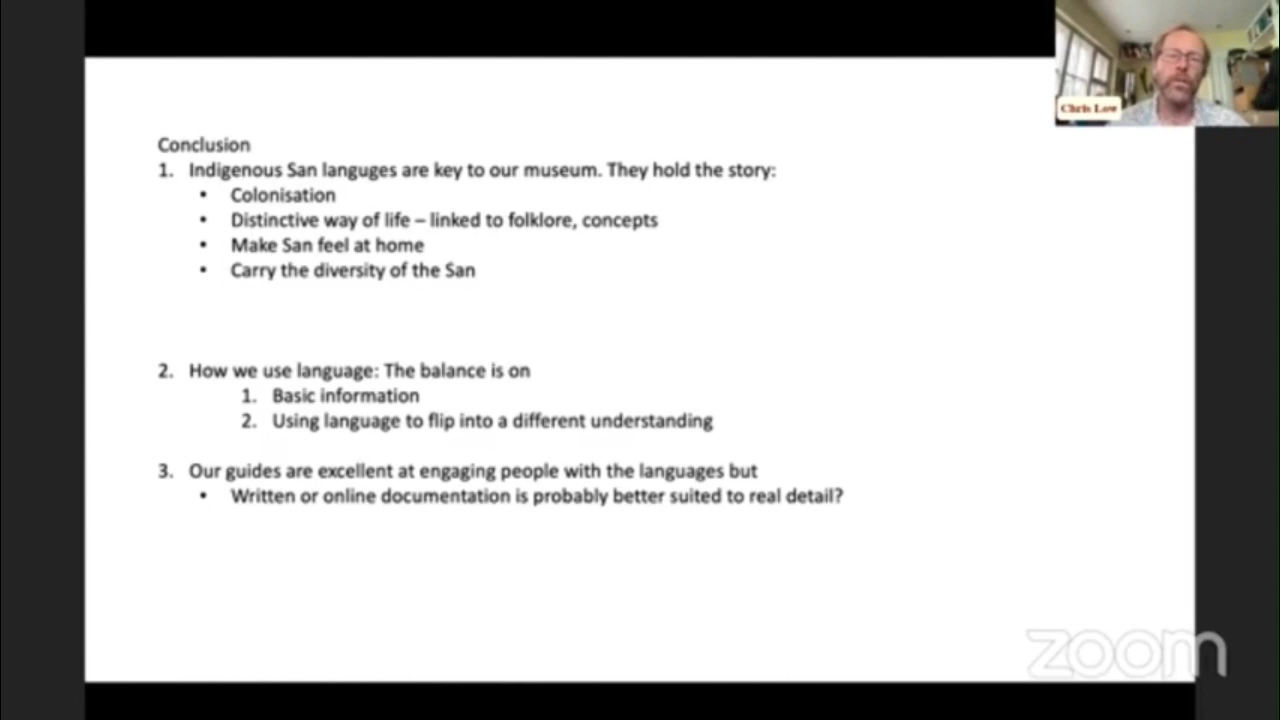 Chris Low
Conclusion
1. Indigenous San languges are key to our museum. They hold the story:
• Colonisation
• Distinctive way of life – linked to folklore, concepts
• Make San feel at home
• Carry the diversity of the San
2. How we use language: The balance is on
1. Basic information
2. Using language to flip into a different understanding
3. Our guides are excellent at engaging people with the languages but
• Written or online documentation is probably better suited to real detail?
zoom